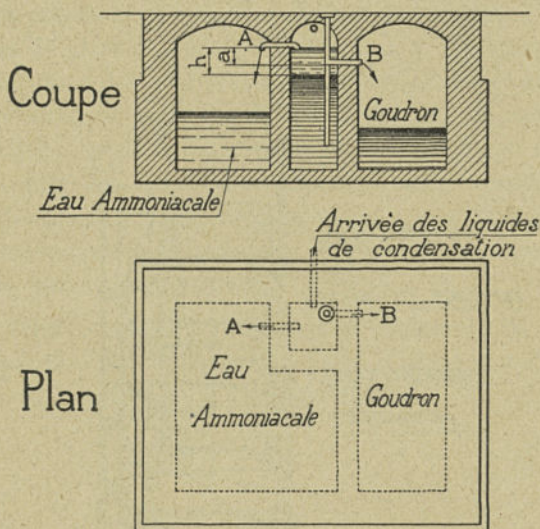 A
B
h
a
Coupe
Goudron
Eau Ammoniacale
Arrivée des liquides
de condensation
A
B
Eau
Ammoniacale
Goudron
Plan